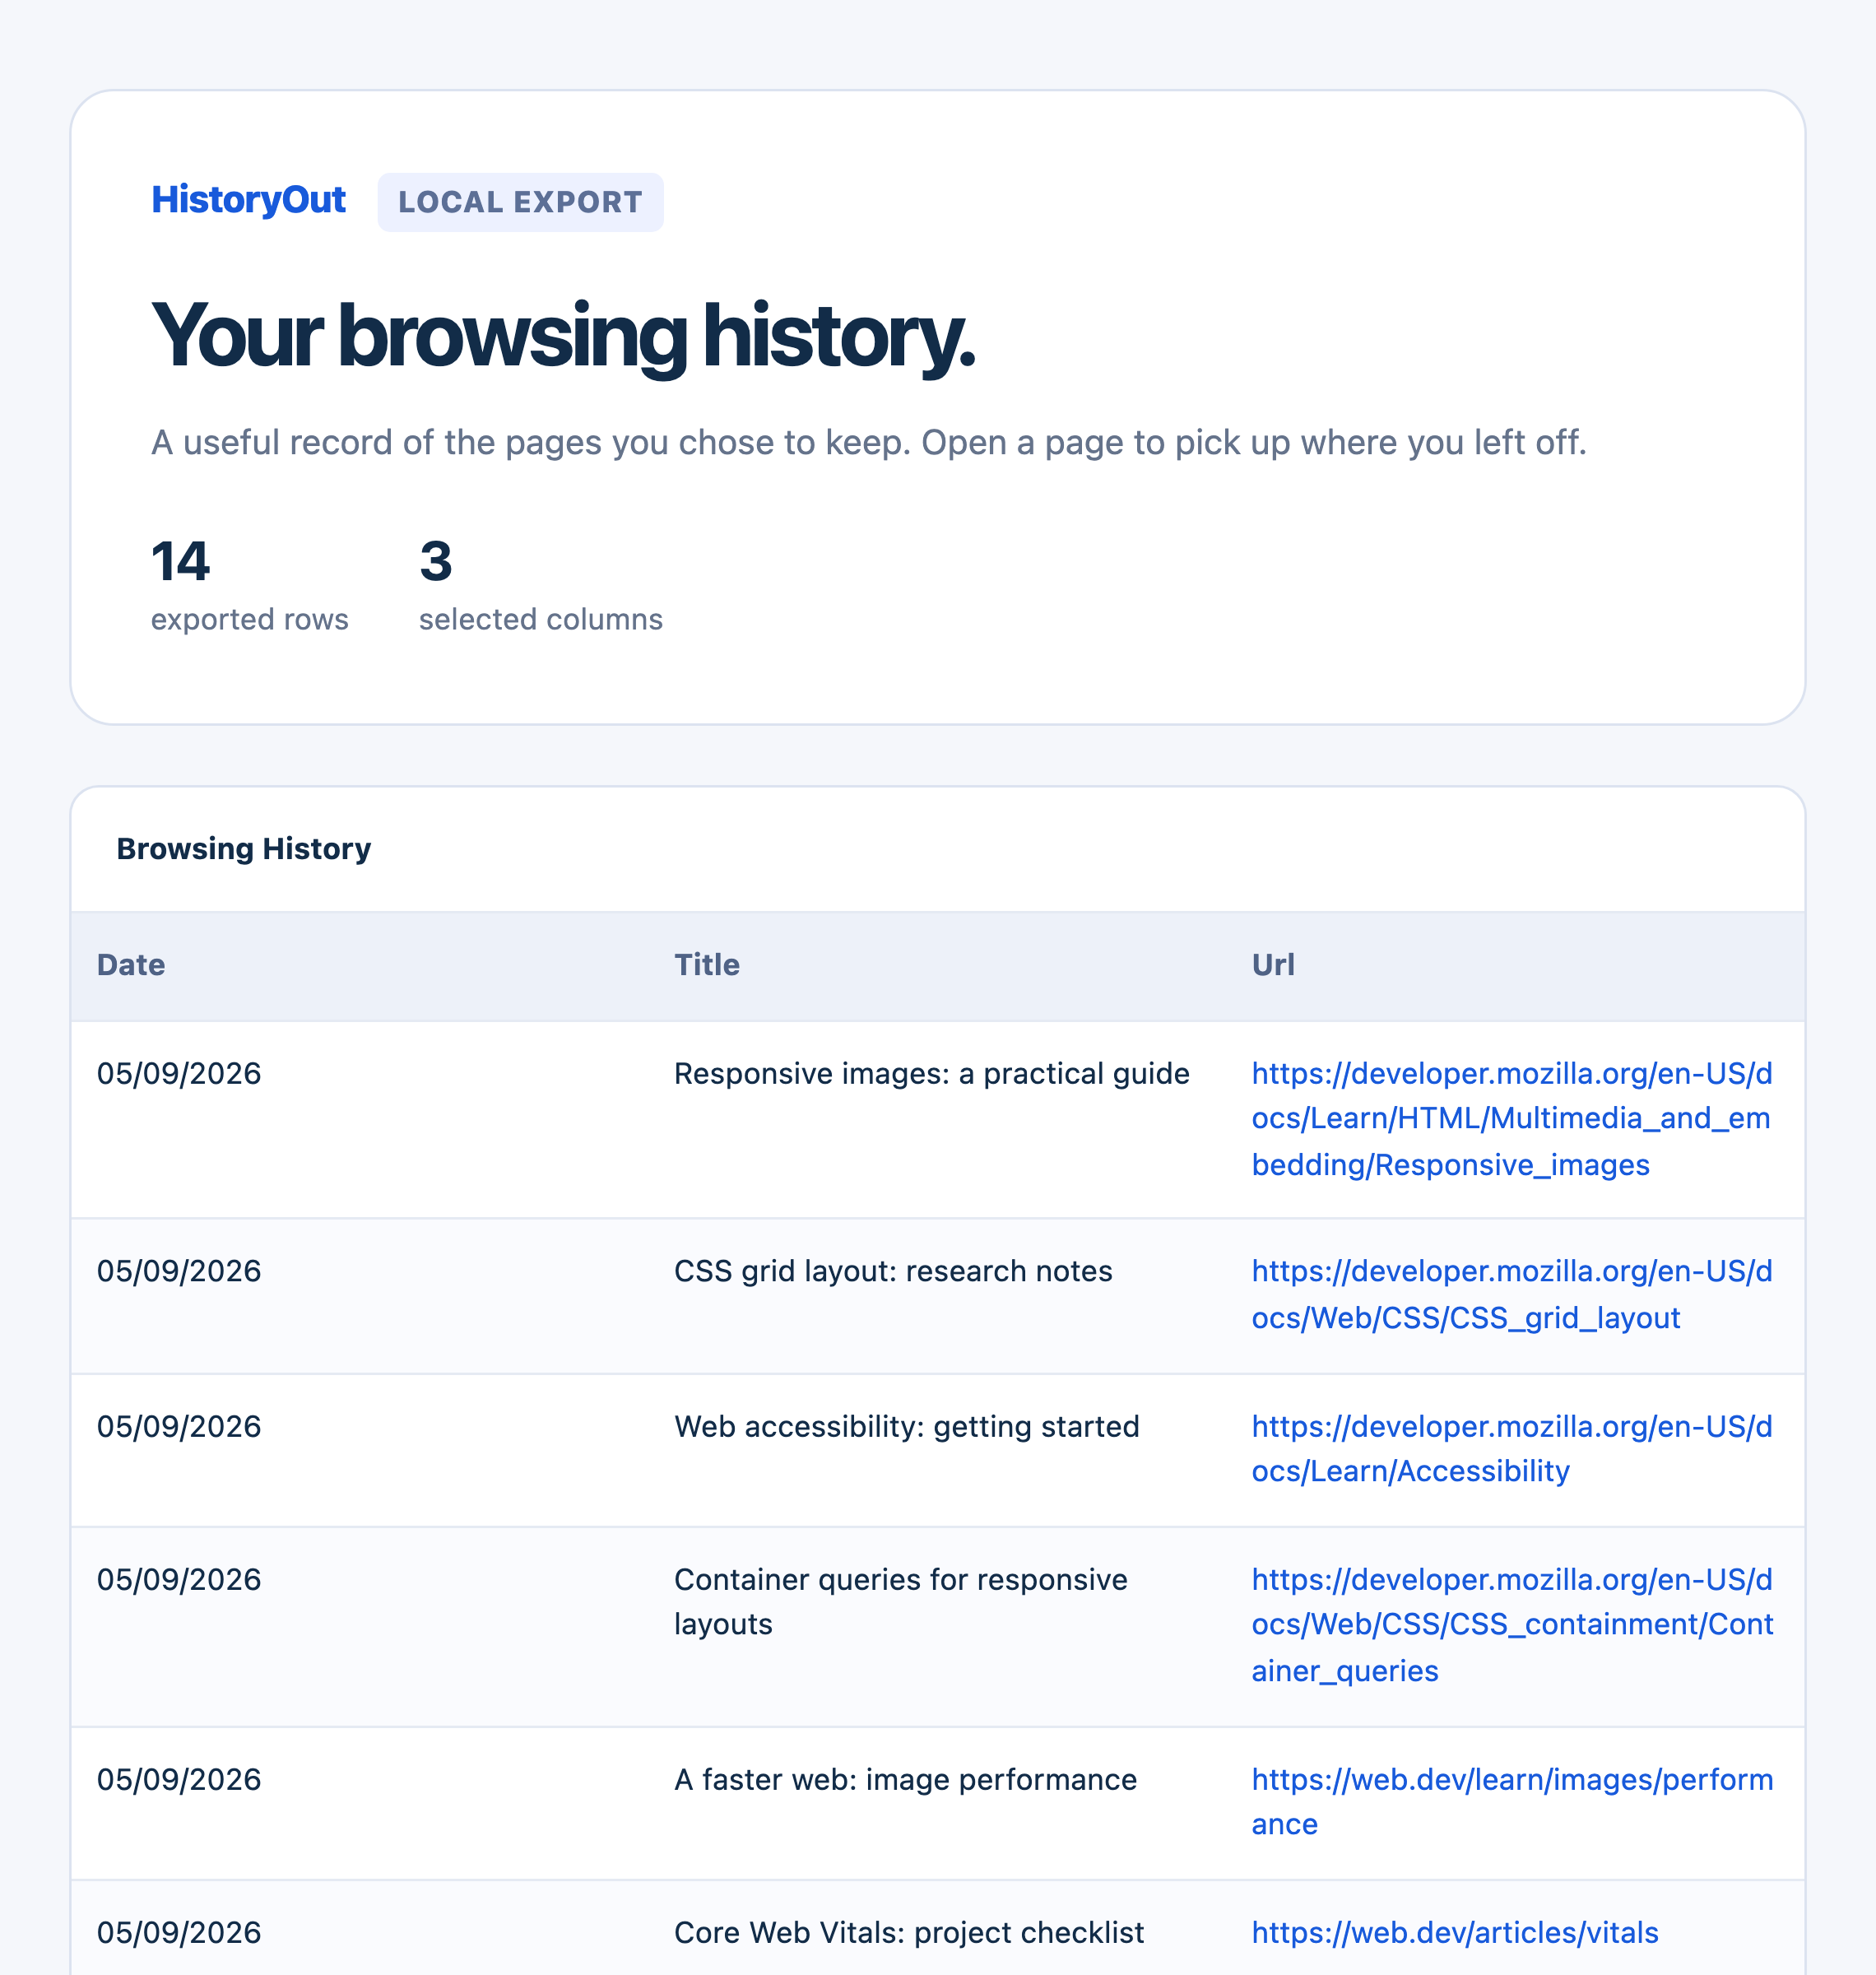 HistoryOut LOCAL EXPORT
Your browsing history.
A useful record of the pages you chose to keep. Open a page to pick up where you left off.
14 3
exported rows selected columns
Browsing History
Date Title Url
05/09/2026 Responsive images: a practical guide https://developer.mozilla.org/en-US/d
ocs/Learn/HTML/Multimedia_and_em
bedding/Responsive_images
05/09/2026 CSS grid layout: research notes https://developer.mozilla.org/en-US/d
ocs/Web/CSS/CSS_grid_layout
05/09/2026 Web accessibility: getting started https://developer.mozilla.org/en-US/d
ocs/Learn/Accessibility
05/09/2026 Container queries for responsive https://developer.mozilla.org/en-US/d
layouts ocs/Web/CSS/CSS_containment/Cont
ainer_queries
05/09/2026 A faster web: image performance https://web.dev/learn/images/perform
ance
05/09/2026 Core Web Vitals: project checklist https://web.dev/articles/vitals